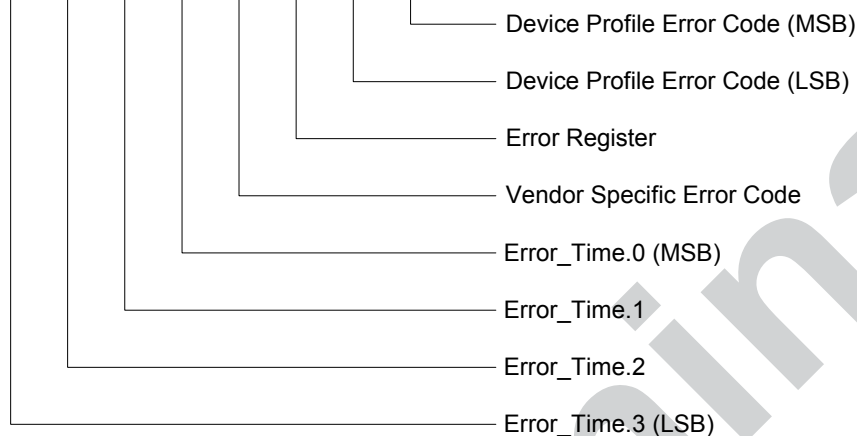 Device Profile Error Code (MSB)
Device Profile Error Code (LSB)
Error Register
Vendor Specific Error Code
Error_Time.0 (MSB)
Error_Time.1
Error_Time.2
Error_Time.3 (LSB)